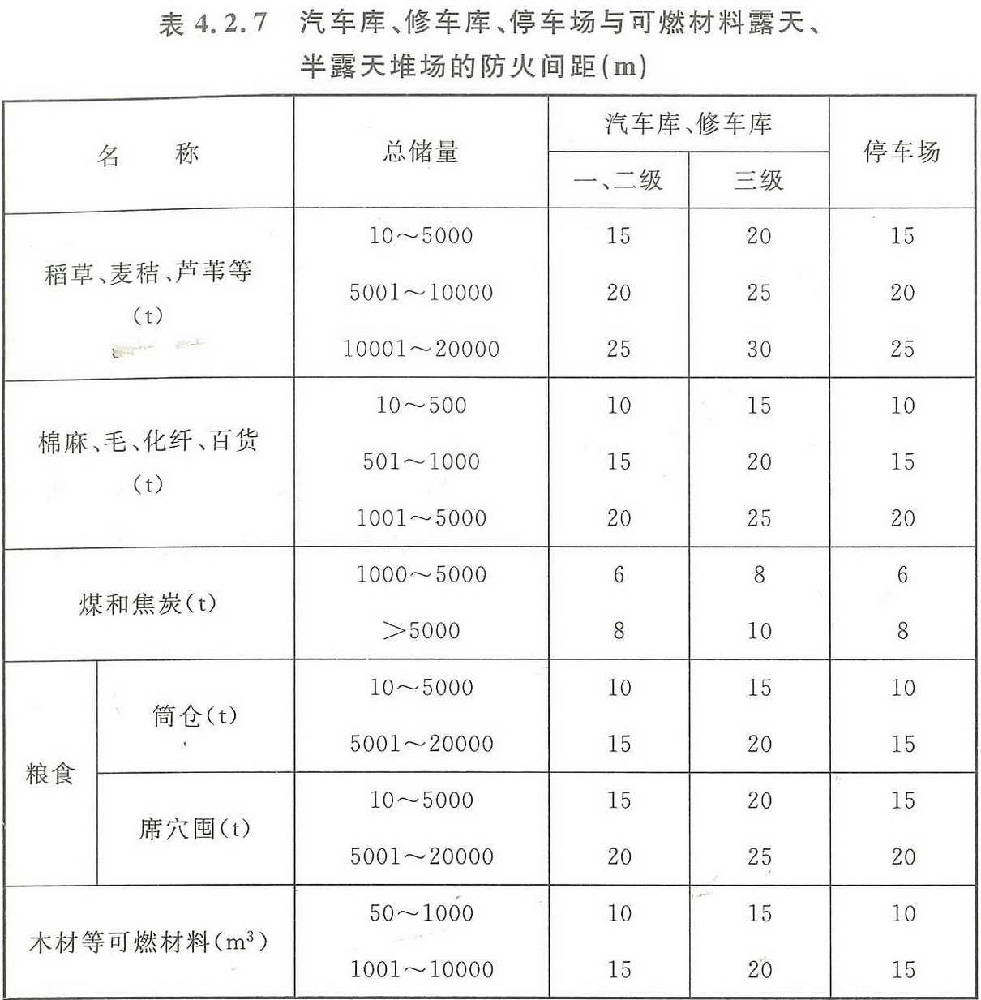 表 4.2.7 汽车库、修车库、停车场与可燃材料露天、
半露天堆场的防火间距(m)
名 称 总储量 汽车库、修车库 停车场
一、二级 三级
稻草、麦秸、芦苇等
(t)
10～5000 15 20 15
5001～10000 20 25 20
10001～20000 25 30 25
棉麻、毛、化纤、百货
(t)
10～500 10 15 10
501～1000 15 20 15
1001～5000 20 25 20
煤和焦炭(t)
1000～5000 6 8 6
>5000 8 10 8
粮食
筒仓(t)
10～5000 10 15 10
5001～20000 15 20 15
席穴囤(t)
10～5000 15 20 15
5001～20000 20 25 20
木材等可燃材料(m³)
50～1000 10 15 10
1001～10000 15 20 15